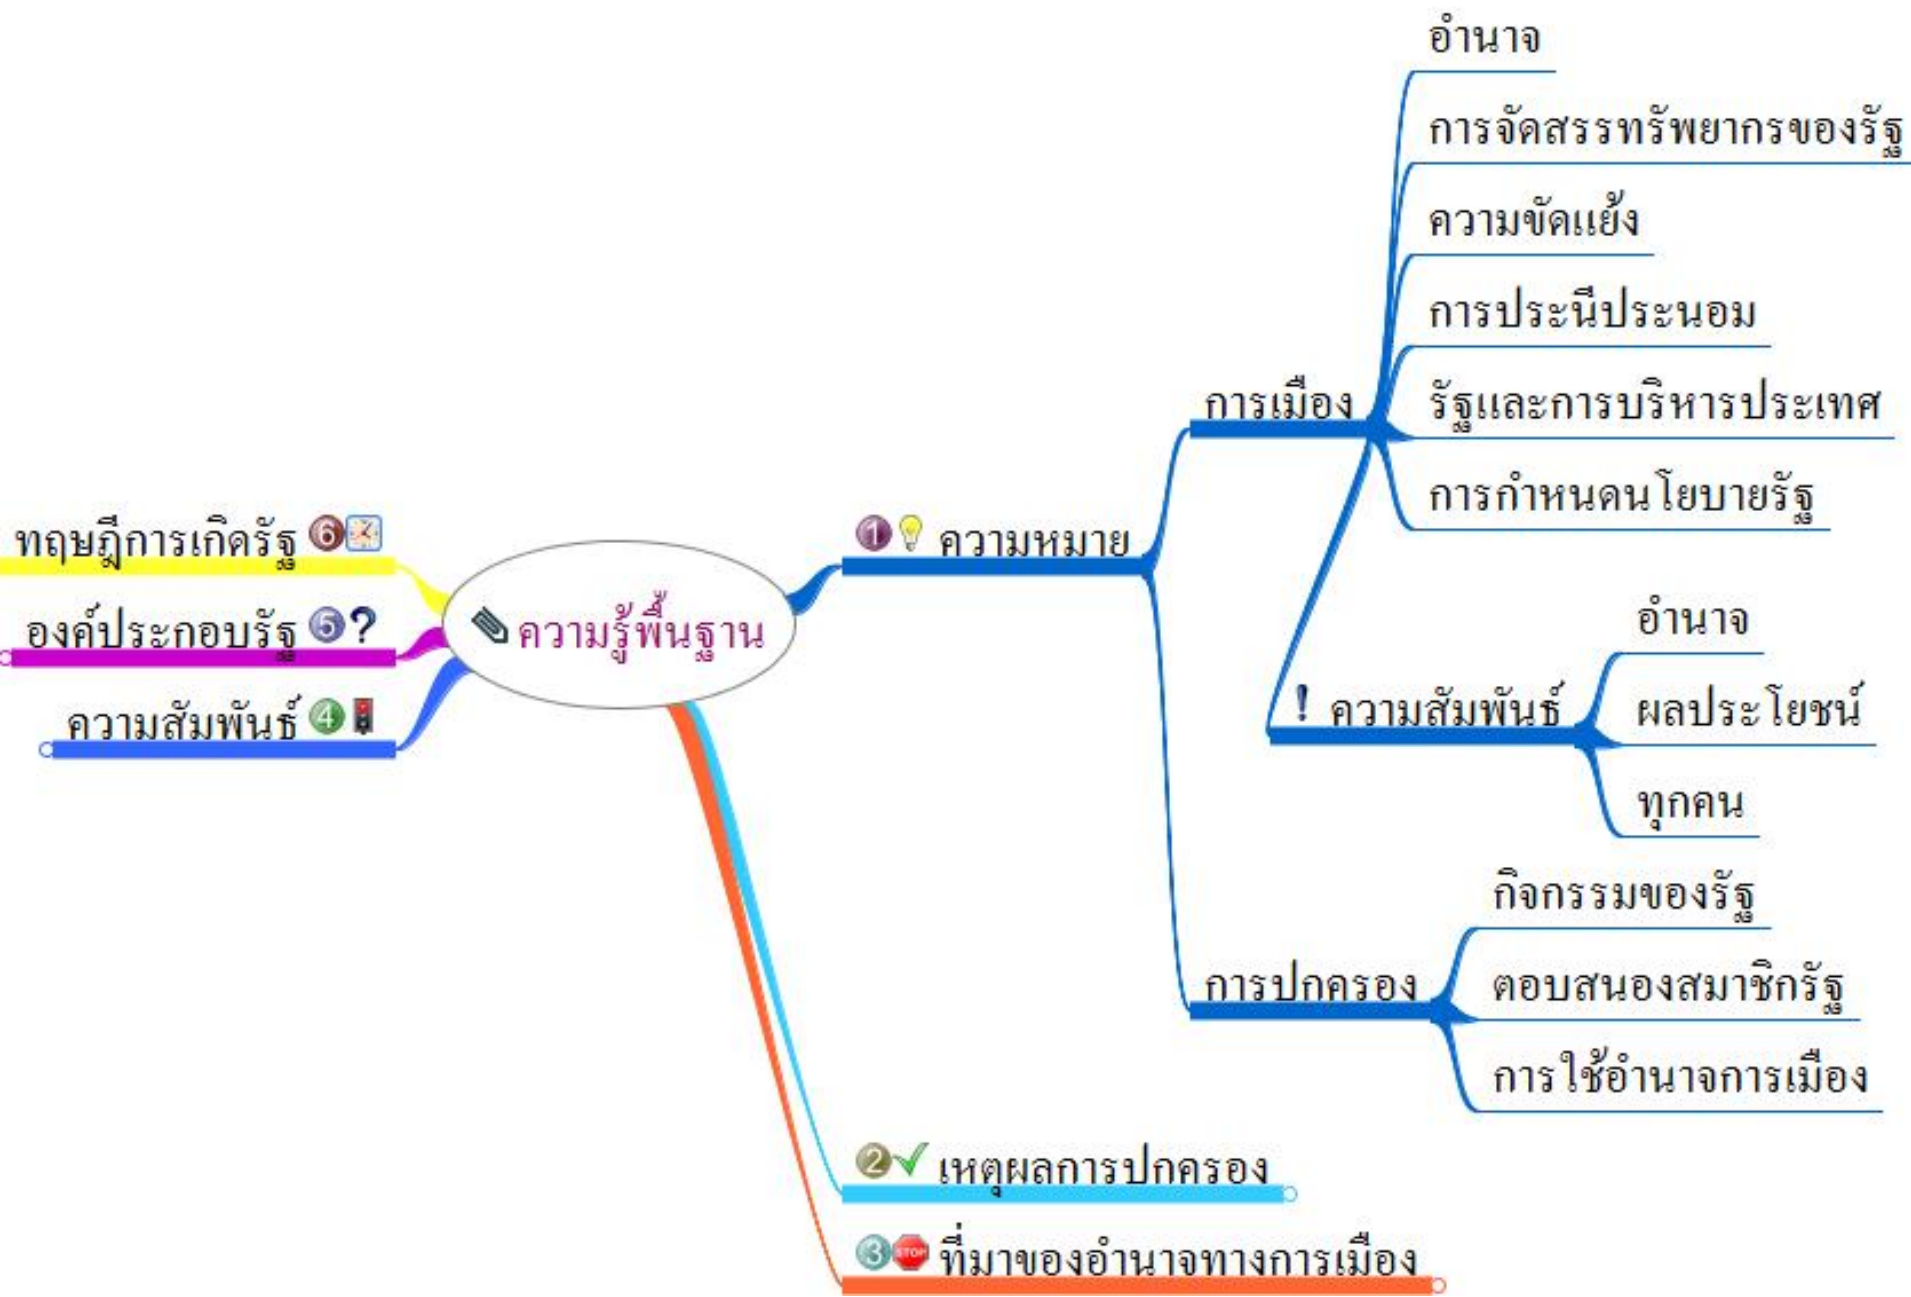 ความรู้พื้นฐาน
1 ความหมาย
การเมือง
อำนาจ
การจัดสรรทรัพยากรของรัฐ
ความขัดแย้ง
การประนีประนอม
รัฐและการบริหารประเทศ
การกำหนดนโยบายรัฐ
! ความสัมพันธ์
อำนาจ
ผลประโยชน์
ทุกคน
การปกครอง
กิจกรรมของรัฐ
ตอบสนองสมาชิกรัฐ
การใช้อำนาจการเมือง
2 เหตุผลการปกครอง
3 STOP ที่มาของอำนาจทางการเมือง
ความสัมพันธ์ 4
องค์ประกอบรัฐ 5 ?
ทฤษฎีการเกิดรัฐ 6